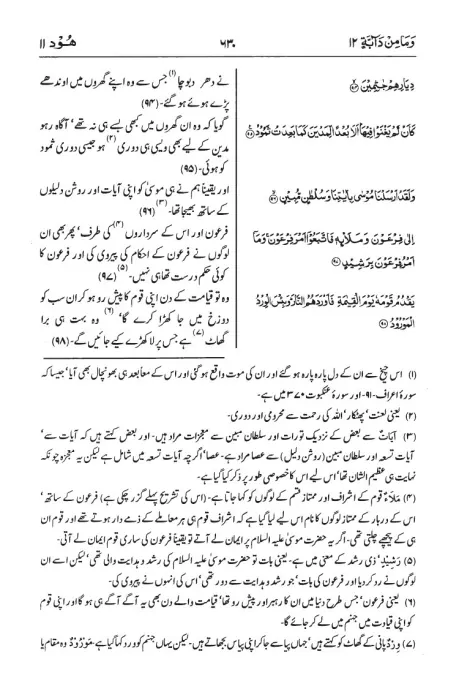 وَمَا مِنْ دَآبَّةٍ ١٢
٦٣٠
هُوْد ١١
دِيَارِهِمْ جٰثِمِيْنَ
كَاَنْ لَّمْ يَغْنَوْا فِيْهَا ۭ اَلَا بُعْدًا لِّمَدْيَنَ كَمَا بَعِدَتْ ثَمُوْدُ
وَلَقَدْ اَرْسَلْنَا مُوْسٰى بِاٰيٰتِنَا وَسُلْطٰنٍ مُّبِيْنٍ
اِلٰى فِرْعَوْنَ وَمَلَا۟ىِٕهٖ فَاتَّبَعُوْٓا اَمْرَ فِرْعَوْنَ ۚ وَمَآ
اَمْرُ فِرْعَوْنَ بِرَشِيْدٍ
يَقْدُمُ قَوْمَهٗ يَوْمَ الْقِيٰمَةِ فَاَوْرَدَهُمُ النَّارَ ۭ وَبِئْسَ الْوِرْدُ
الْمَوْرُوْدُ
نے دھر دبوچا (۱) جس سے وہ اپنے گھروں میں اوندھے
پڑے ہوئے ہو گئے۔ (۹۴)
گویا کہ وہ ان گھروں میں کبھی بسے ہی نہ تھے' آگاہ رہو
مدین کے لیے بھی ویسی ہی دوری (۲) ہو جیسی دوری ثمود
کو ہوئی۔ (۹۵)
اور یقیناً ہم نے ہی موسیٰ کو اپنی آیات اور روشن دلیلوں
کے ساتھ بھیجا تھا۔ (۳) (۹۶)
فرعون اور اس کے سرداروں (۴) کی طرف' پھر بھی ان
لوگوں نے فرعون کے احکام کی پیروی کی اور فرعون کا
کوئی حکم درست تھا ہی نہیں۔ (۵) (۹۷)
وہ تو قیامت کے دن اپنی قوم کا پیش رو ہو کر ان سب کو
دوزخ میں جا کھڑا کرے گا' (۶) وہ بہت ہی برا
گھاٹ (۷) ہے جس پر لا کھڑے کیے جائیں گے۔ (۹۸)
(۱) اس چیخ سے ان کے دل پارہ پارہ ہو گئے اور ان کی موت واقع ہو گئی اور اس کے معاً بعد ہی بھونچال بھی آیا' جیسا کہ
سورۂ اعراف۔۹۱ اور سورۂ عنکبوت ۳۷ میں ہے۔
(۲) یعنی لعنت' پھٹکار' اللہ کی رحمت سے محرومی اور دوری۔
(۳) آیات سے بعض کے نزدیک تورات اور سلطان مبین سے معجزات مراد ہیں۔ اور بعض کہتے ہیں کہ آیات سے'
آیات تسعہ اور سلطان مبین (روشن دلیل) سے عصا مراد ہے۔ عصا' اگرچہ آیات تسعہ میں شامل ہے لیکن یہ معجزہ چونکہ
نہایت ہی عظیم الشان تھا' اس لیے اس کا خصوصی طور پر ذکر کیا گیا ہے۔
(۴) مَلَاءٌ قوم کے اشراف اور ممتاز قسم کے لوگوں کو کہا جاتا ہے۔ (اس کی تشریح پہلے گزر چکی ہے) فرعون کے ساتھ'
اس کے دربار کے ممتاز لوگوں کا نام اس لیے لیا گیا ہے کہ اشراف قوم ہی ہر معاملے کے ذمے دار ہوتے تھے اور قوم ان
ہی کے پیچھے چلتی تھی۔ اگر یہ حضرت موسیٰ علیہ السلام پر ایمان لے آتے تو یقیناً فرعون کی ساری قوم ایمان لے آتی۔
(۵) رَشِيْدٍ' ذی رشد کے معنی میں ہے۔ یعنی بات تو حضرت موسیٰ علیہ السلام کی رشد و ہدایت والی تھی' لیکن اسے ان
لوگوں نے رد کر دیا اور فرعون کی بات' جو رشد و ہدایت سے دور تھی' اس کی انہوں نے پیروی کی۔
(۶) یعنی فرعون' جس طرح دنیا میں ان کا رہبر اور پیش رو تھا' قیامت والے دن بھی یہ آگے آگے ہی ہو گا اور اپنی قوم
کو اپنی قیادت میں جہنم میں لے کر جائے گا۔
(۷) وِرْدٌ پانی کے گھاٹ کو کہتے ہیں' جہاں پیاسے جا کر اپنی پیاس بجھاتے ہیں۔ لیکن یہاں جہنم کو ورد کہا گیا ہے۔ مَوْرُوْدٌ وہ مقام یا